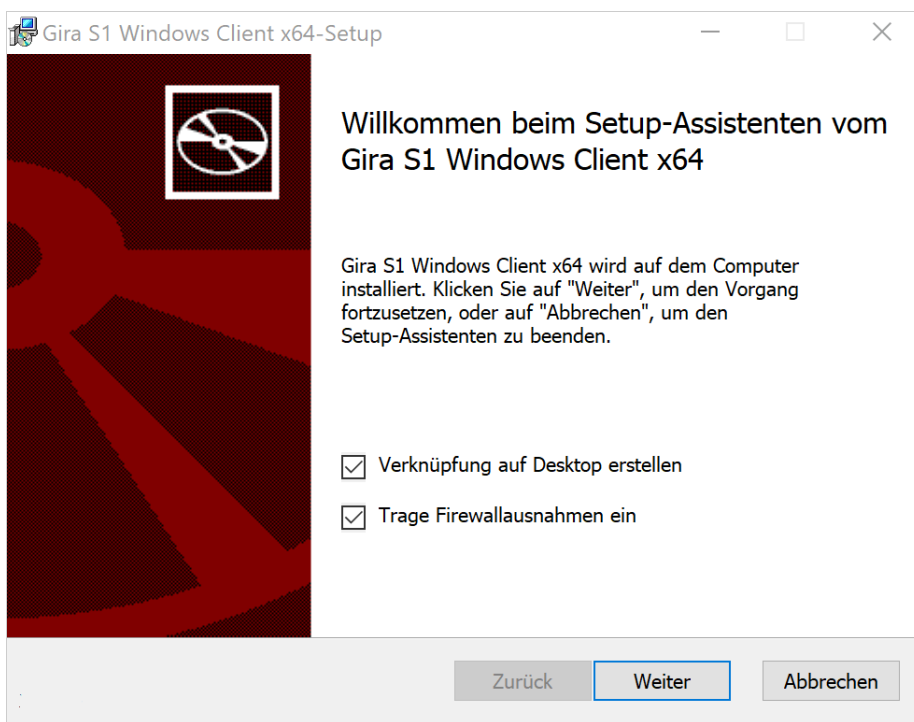 Gira S1 Windows Client x64-Setup
Willkommen beim Setup-Assistenten vom
Gira S1 Windows Client x64
Gira S1 Windows Client x64 wird auf dem Computer
installiert. Klicken Sie auf "Weiter", um den Vorgang
fortzusetzen, oder auf "Abbrechen", um den
Setup-Assistenten zu beenden.
Verknüpfung auf Desktop erstellen
Trage Firewallausnahmen ein
Zurück Weiter Abbrechen